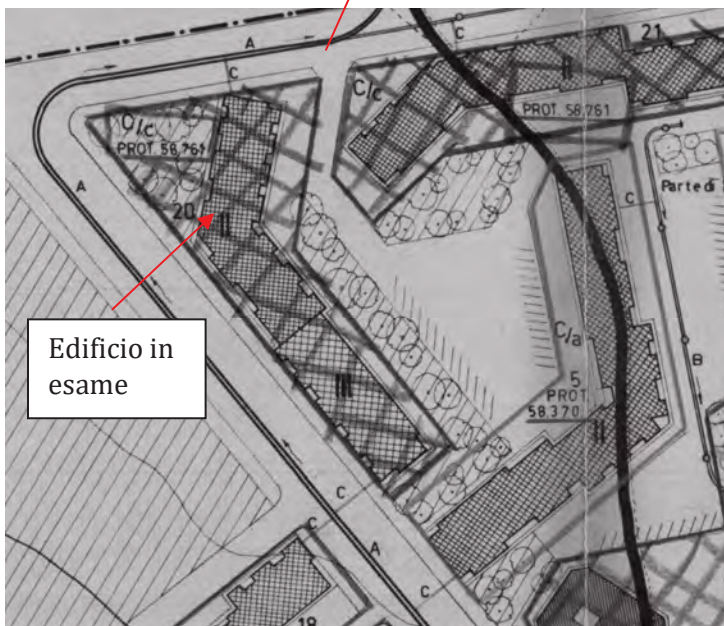 21
A
C
II
C/c
C/c
PROT. 58.761
PROT. 58,761
A
C
Parte di
20
II
Edificio in
esame
C/a
B
5
PROT.
58.370
III
II
C
C
A
C
19